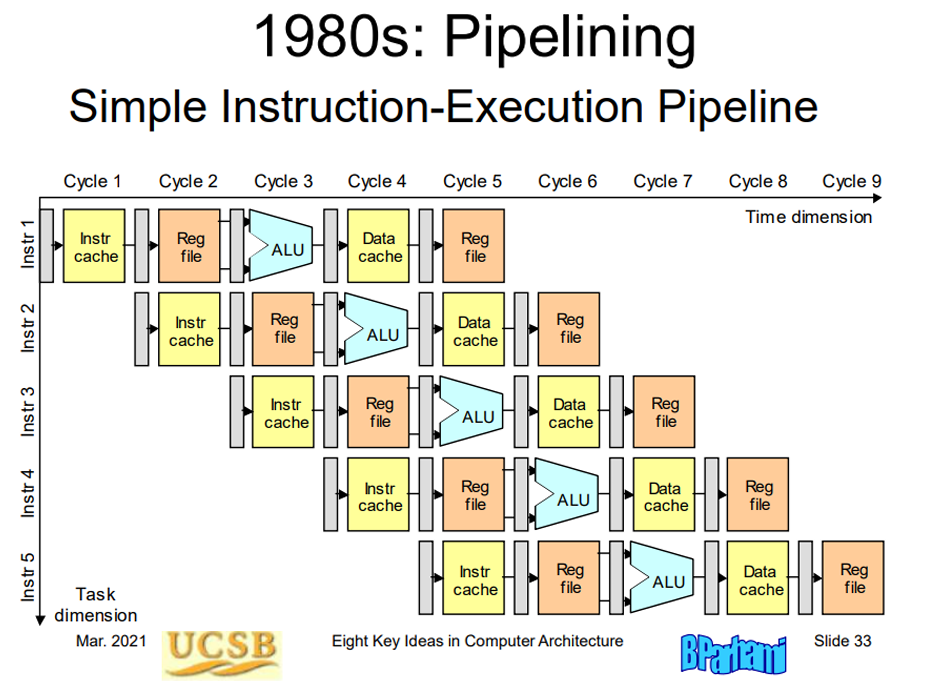 1980s: Pipelining
Simple Instruction-Execution Pipeline
Cycle 1 Cycle 2 Cycle 3 Cycle 4 Cycle 5 Cycle 6 Cycle 7 Cycle 8 Cycle 9
Time dimension
Instr 1
Instr
cache
Reg
file
ALU
Data
cache
Reg
file
Instr 2
Instr
cache
Reg
file
ALU
Data
cache
Reg
file
Instr 3
Instr
cache
Reg
file
ALU
Data
cache
Reg
file
Instr 4
Instr
cache
Reg
file
ALU
Data
cache
Reg
file
Instr 5
Instr
cache
Reg
file
ALU
Data
cache
Reg
file
Task
dimension
Mar. 2021
UCSB
Eight Key Ideas in Computer Architecture
BParhami
Slide 33